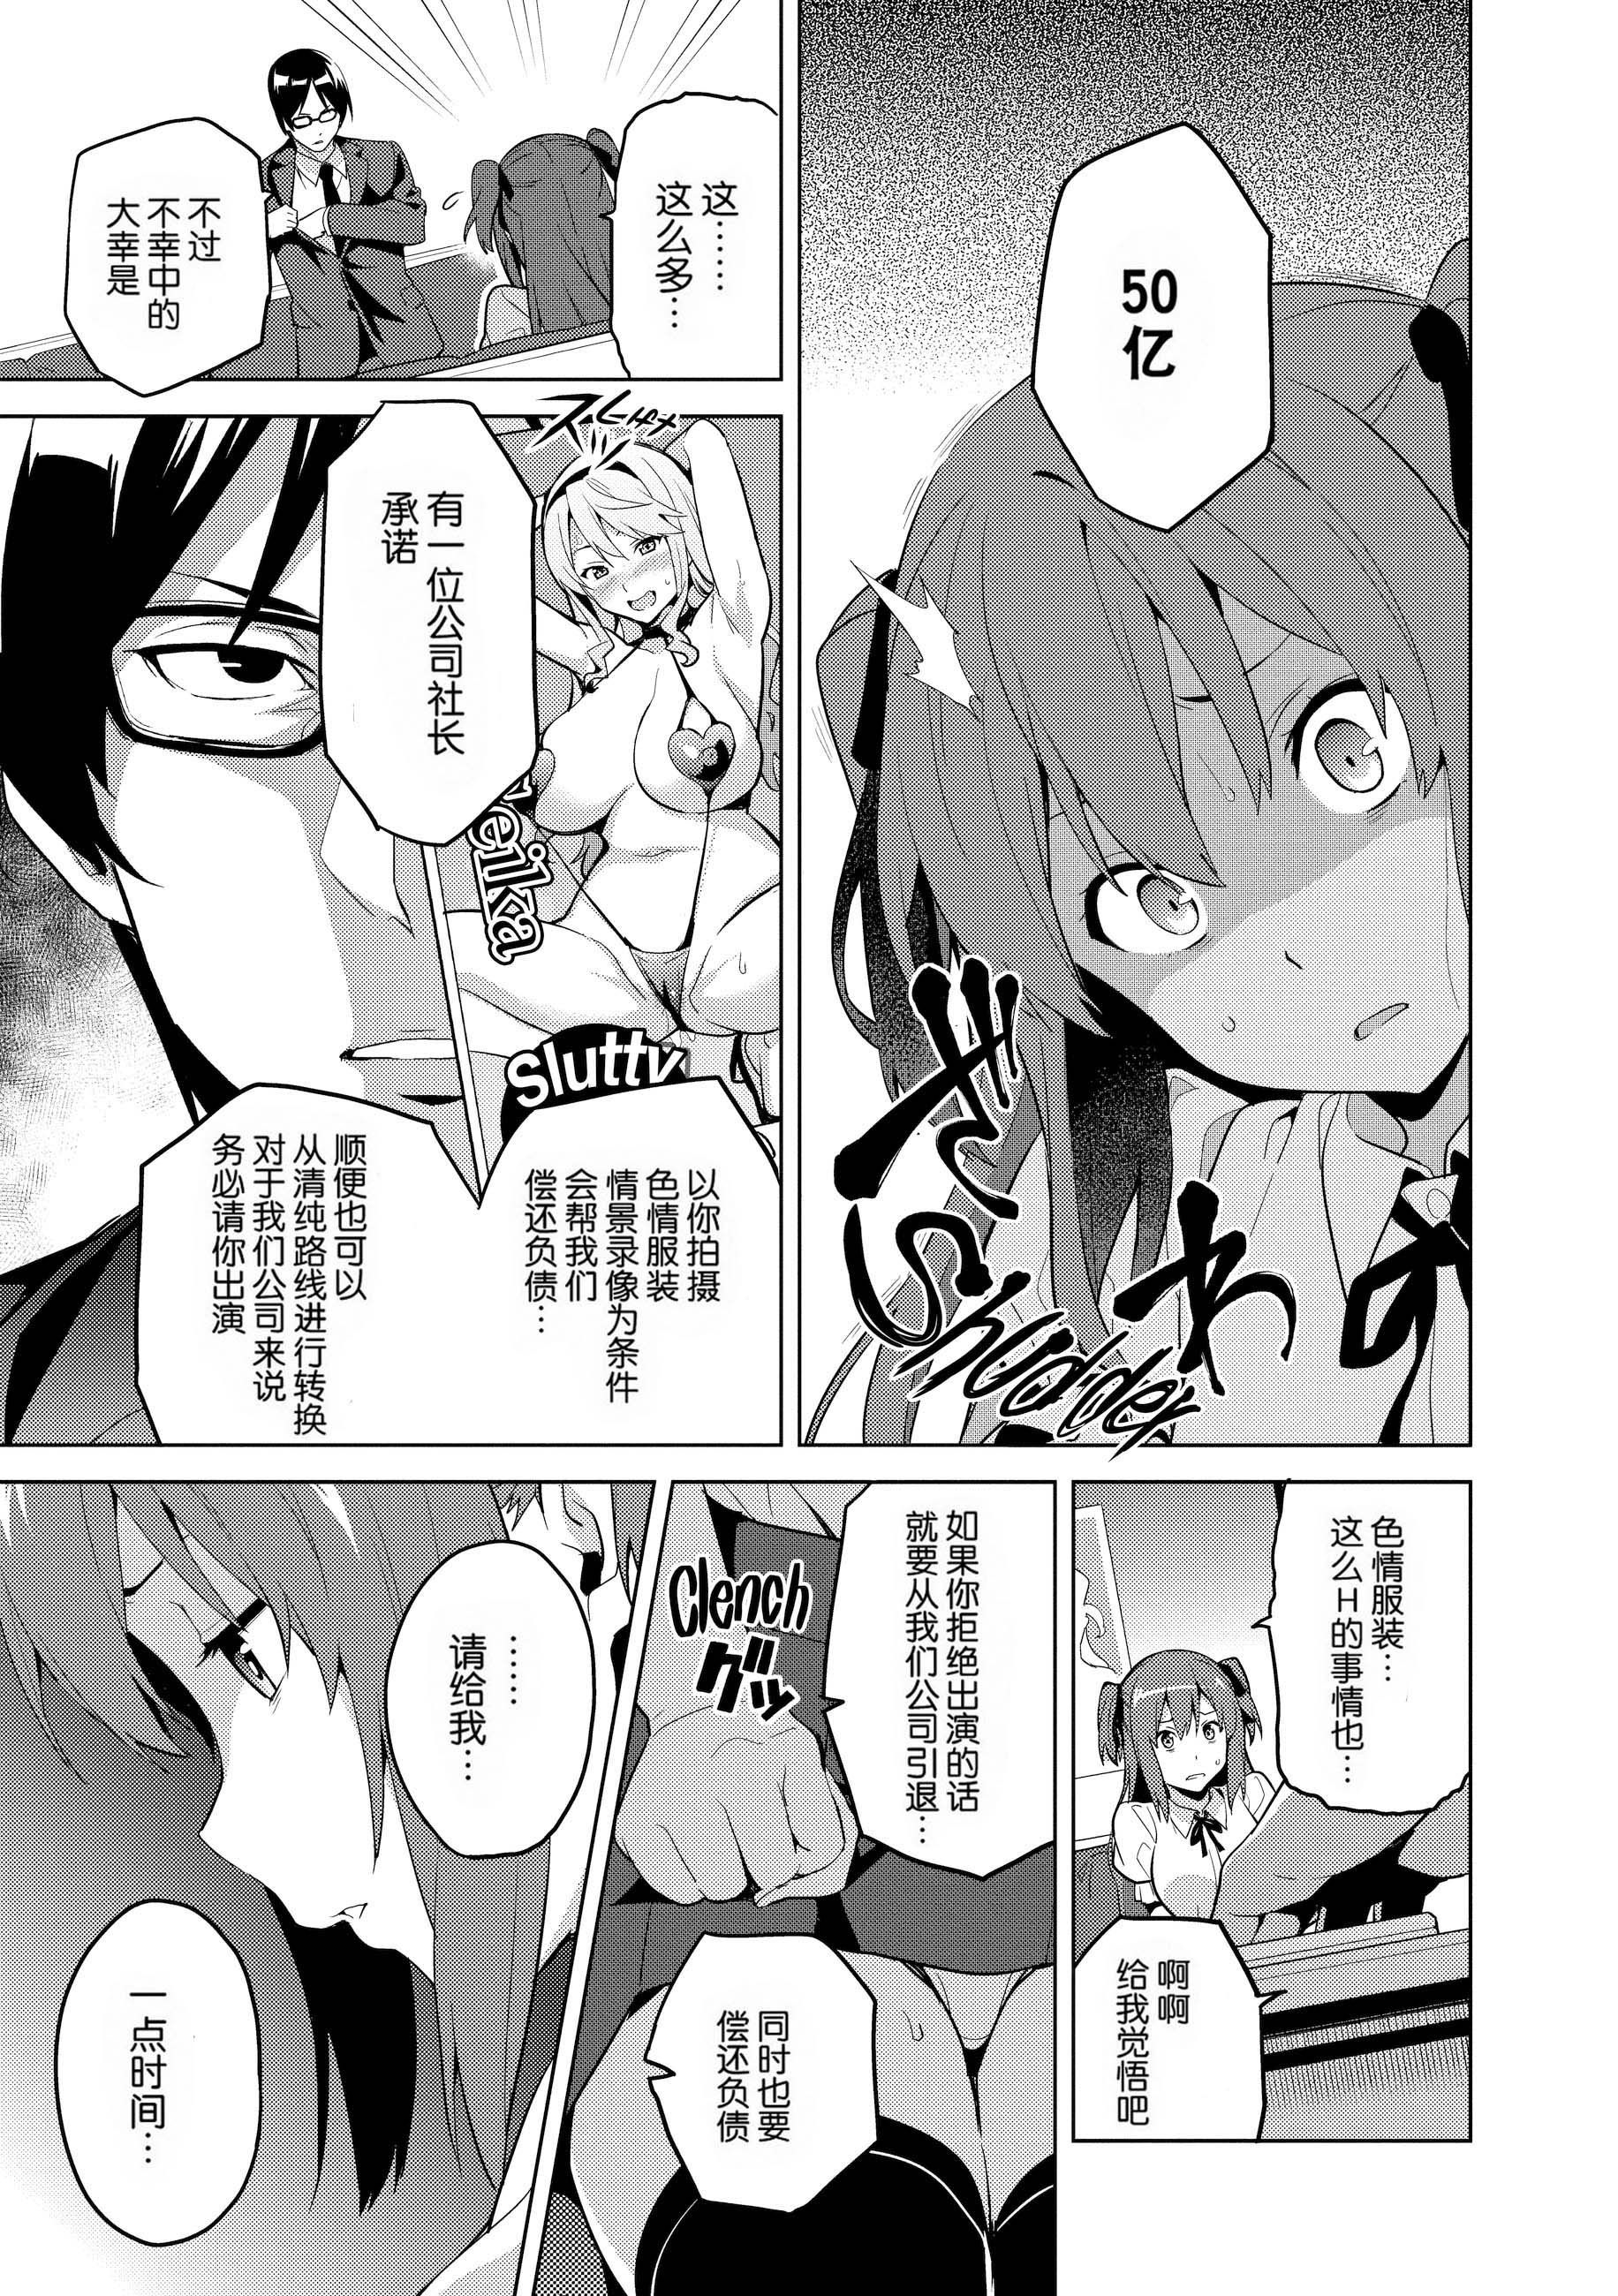 50
亿
ぞ
わ
Shudder
这……
这么多…
不过
不幸中的
大幸是
スレ
有一位公司社长
承诺
eika
Slutty
以你拍摄
色情服装
情景录像为条件
会帮我们
偿还负债…
顺便也可以
从清纯路线进行转换
对于我们公司来说
务必请你出演
色情服装…
这么H的事情也…
啊啊
给我觉悟吧
如果你拒绝出演的话
就要从我们公司引退…
Clench
グッ
同时也要
偿还负债
……
请给我…
一点时间…